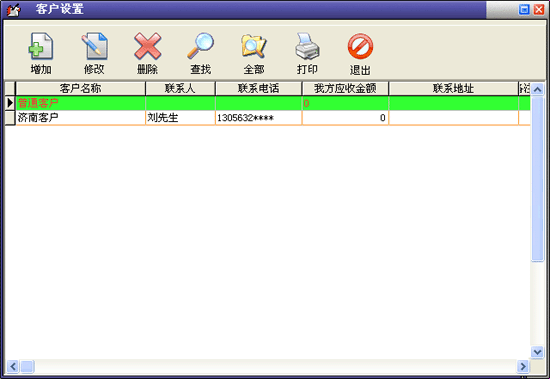 客户设置
增加 修改 删除 查找 全部 打印 退出
客户名称 联系人 联系电话 我方应收金额 联系地址
普通客户 0
济南客户 刘先生 1305632**** 0